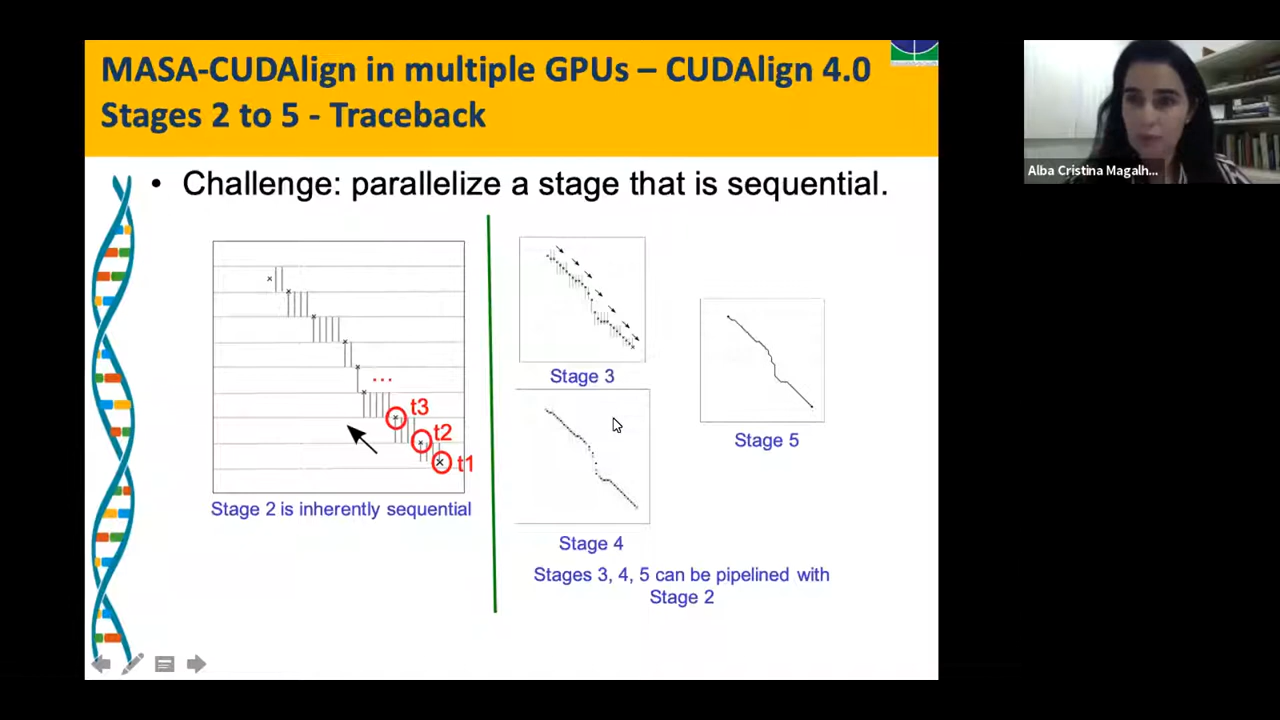 MASA-CUDAlign in multiple GPUs – CUDAlign 4.0
Stages 2 to 5 - Traceback
Alba Cristina Magalh...
• Challenge: parallelize a stage that is sequential.
...
t3
t2
t1
Stage 2 is inherently sequential
Stage 3
Stage 4
Stage 5
Stages 3, 4, 5 can be pipelined with
Stage 2